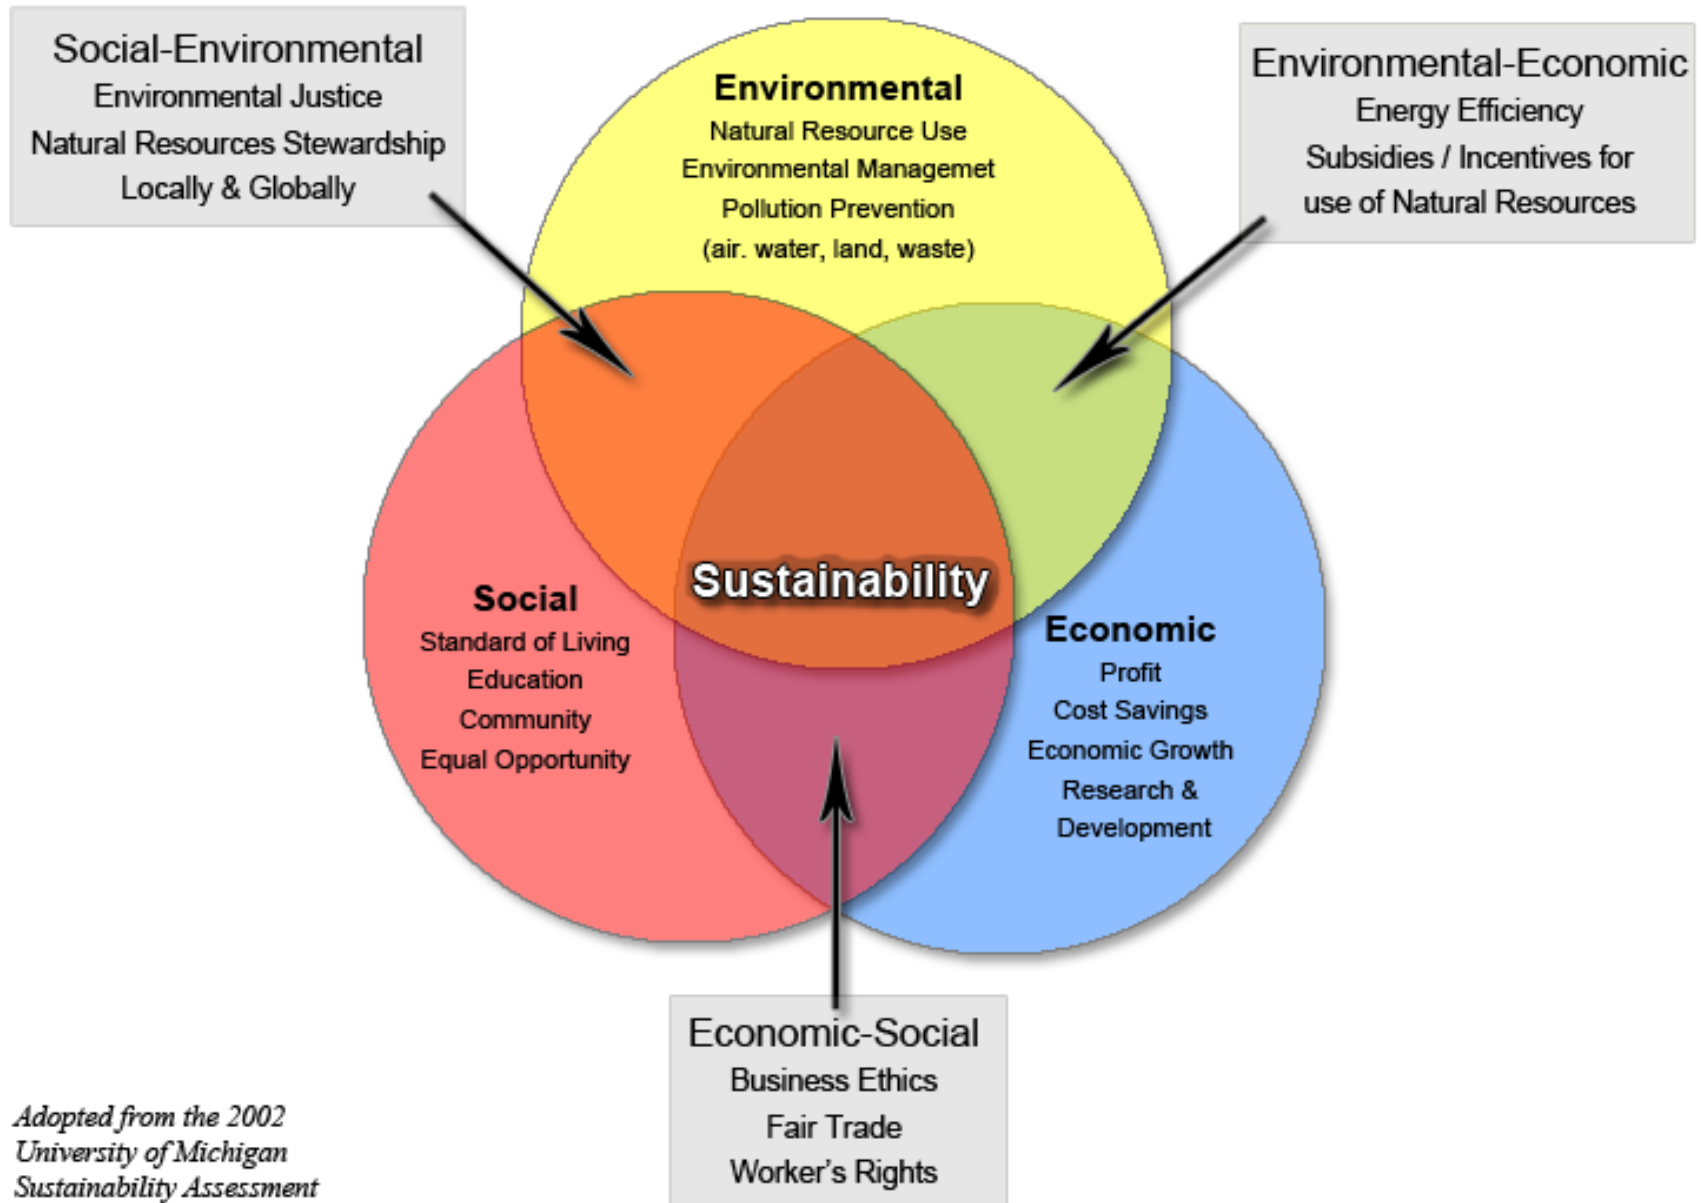 Social-Environmental
Environmental Justice
Natural Resources Stewardship
Locally & Globally
Environmental
Natural Resource Use
Environmental Managemet
Pollution Prevention
(air. water, land, waste)
Environmental-Economic
Energy Efficiency
Subsidies / Incentives for
use of Natural Resources
Sustainability
Social
Standard of Living
Education
Community
Equal Opportunity
Economic
Profit
Cost Savings
Economic Growth
Research &
Development
Economic-Social
Business Ethics
Fair Trade
Worker's Rights
Adopted from the 2002
University of Michigan
Sustainability Assessment